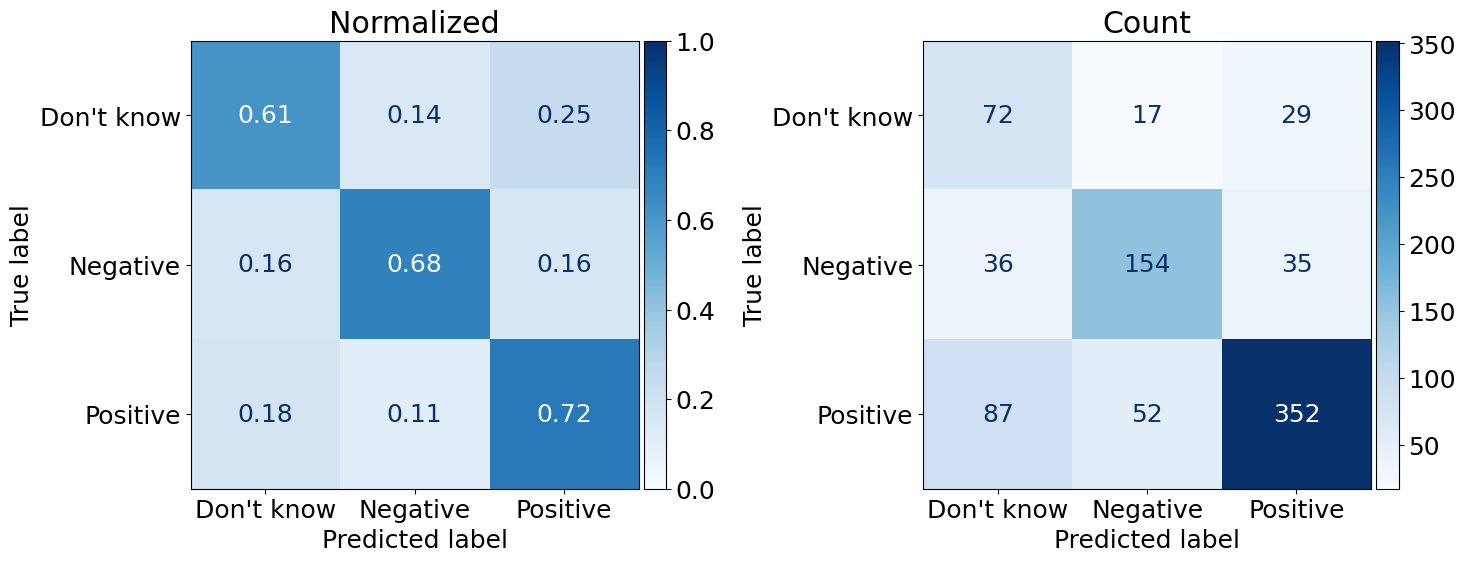 Normalized
Don't know 0.61 0.14 0.25
Negative 0.16 0.68 0.16
Positive 0.18 0.11 0.72
Don't know Negative Positive
Predicted label
True label
1.0
0.8
0.6
0.4
0.2
0.0
Count
Don't know 72 17 29
Negative 36 154 35
Positive 87 52 352
Don't know Negative Positive
Predicted label
True label
350
300
250
200
150
100
50